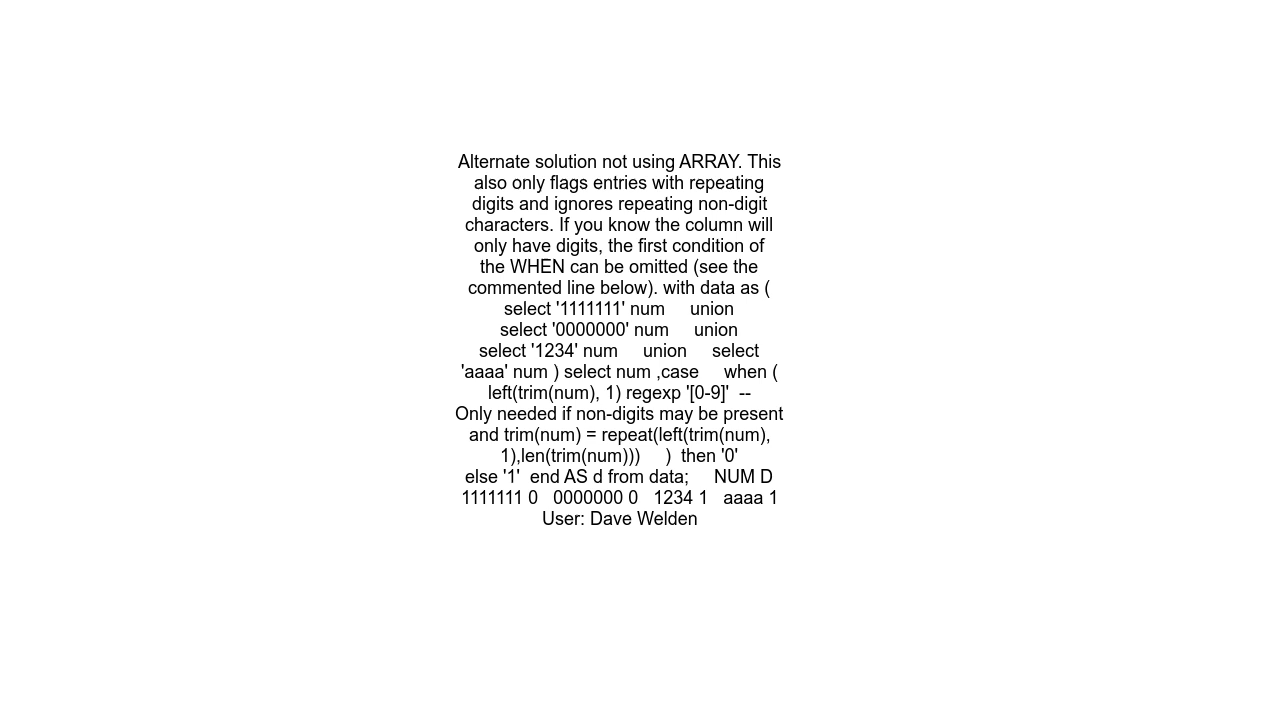 Alternate solution not using ARRAY. This
also only flags entries with repeating
digits and ignores repeating non-digit
characters. If you know the column will
only have digits, the first condition of
the WHEN can be omitted (see the
commented line below). with data as (
select '1111111' num     union
select '0000000' num     union
select '1234' num     union     select
'aaaa' num ) select num ,case     when (
left(trim(num), 1) regexp '[0-9]'  --
Only needed if non-digits may be present
and trim(num) = repeat(left(trim(num),
1),len(trim(num)))     )  then '0'
else '1'  end AS d from data;     NUM D
1111111 0   0000000 0   1234 1   aaaa 1
User: Dave Welden